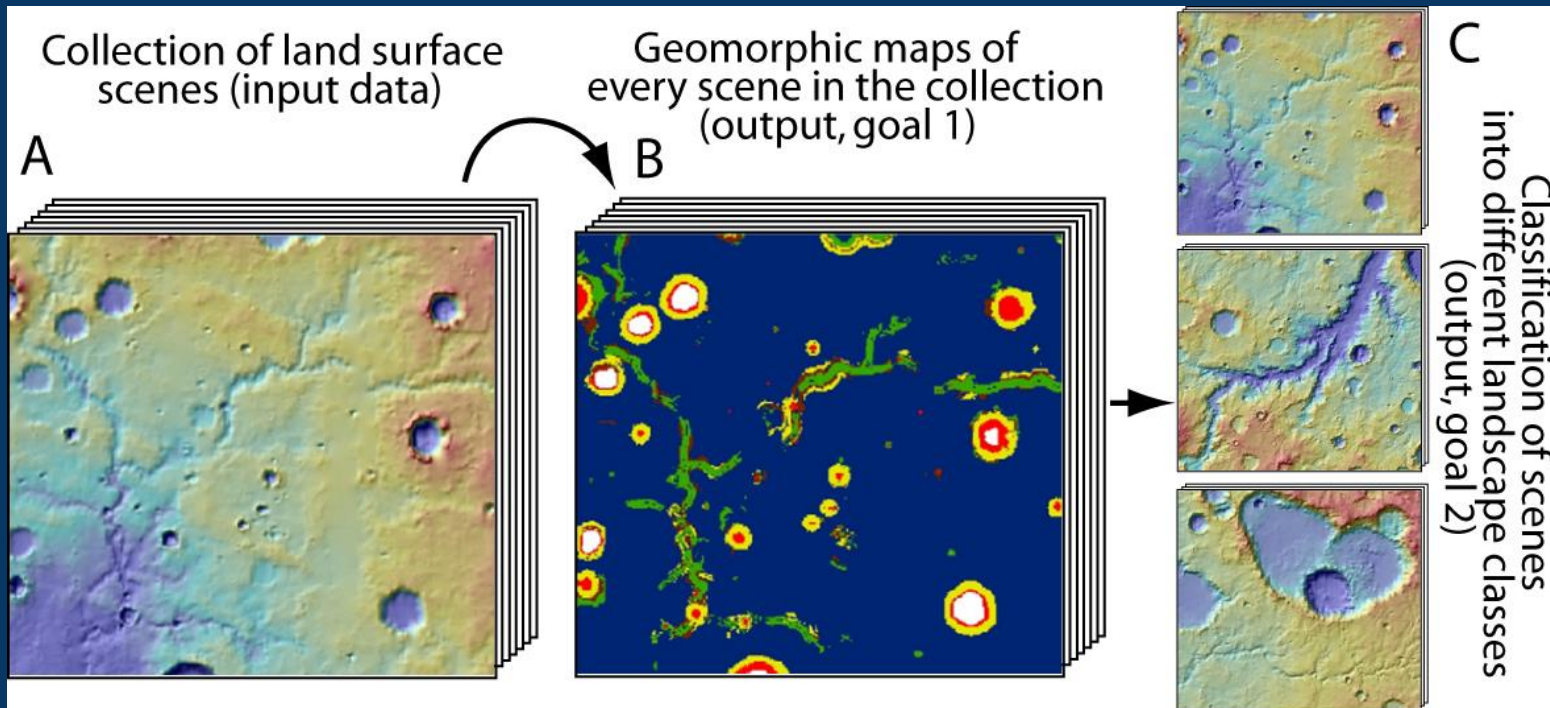 Collection of land surface
scenes (input data)
A
Geomorphic maps of
every scene in the collection
(output, goal 1)
B
C
Classification of scenes
into different landscape classes
(output, goal 2)